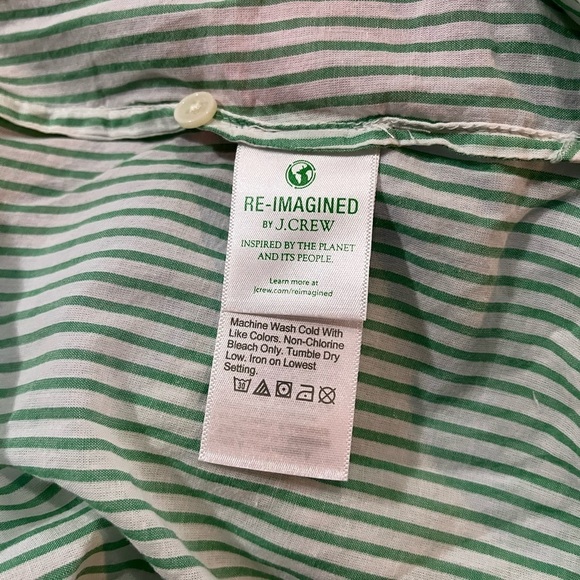 RE-IMAGINED
BY J.CREW
INSPIRED BY THE PLANET
AND ITS PEOPLE.
Learn more at
jcrew.com/reimagined
Machine Wash Cold With
Like Colors. Non-Chlorine
Bleach Only. Tumble Dry
Low. Iron on Lowest
Setting.
30